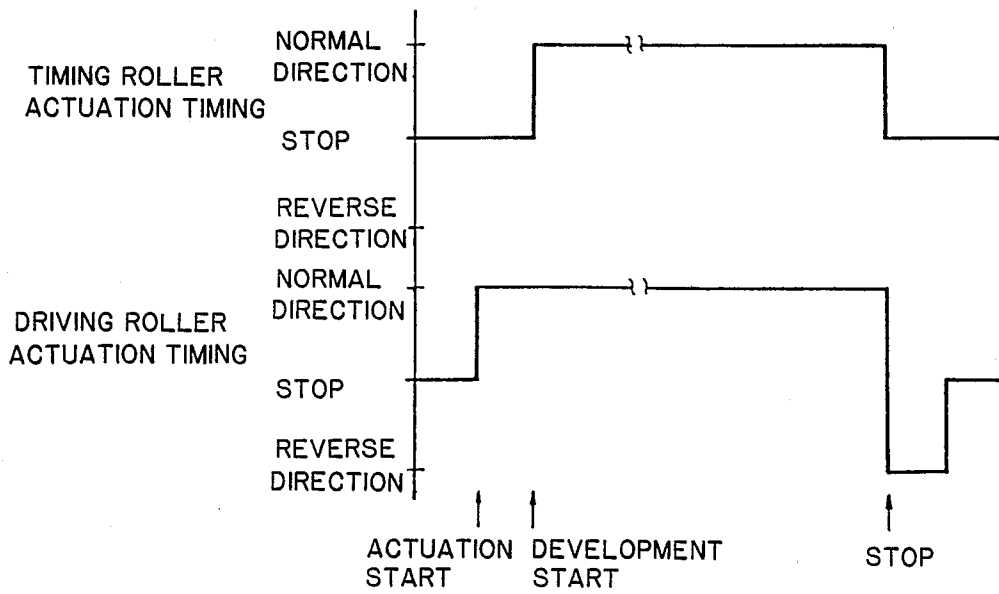 NORMAL
DIRECTION
TIMING ROLLER
ACTUATION TIMING
STOP
REVERSE
DIRECTION
NORMAL
DIRECTION
DRIVING ROLLER
ACTUATION TIMING
STOP
REVERSE
DIRECTION
ACTUATION
START
DEVELOPMENT
START
STOP